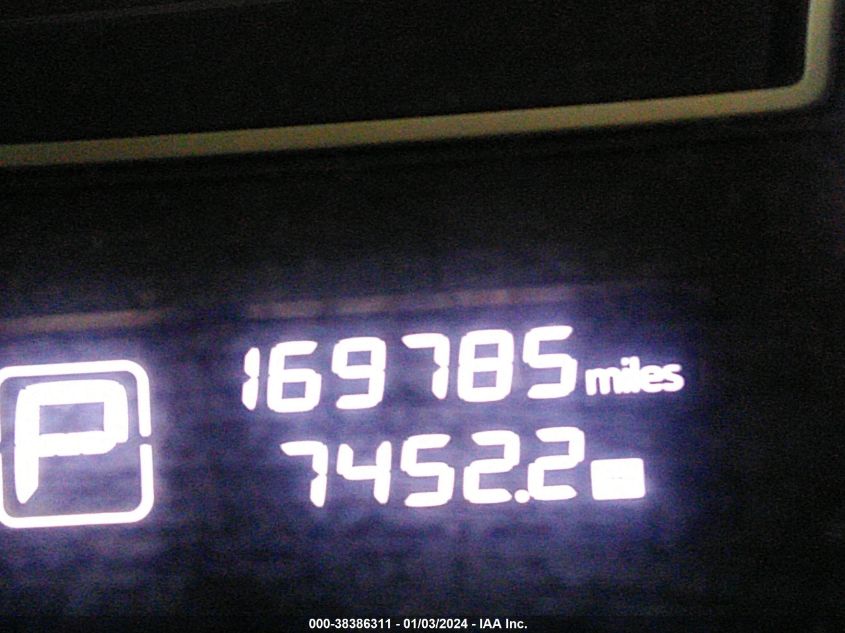 169785 miles
P
7452.2
000-38386311 - 01/03/2024 - IAA Inc.